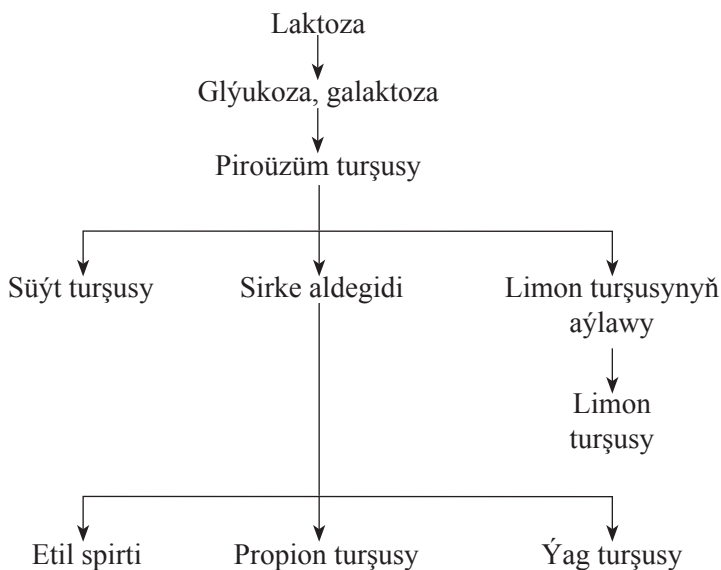 Laktoza
Glýukoza, galaktoza
Piroüzüm turşusy
Süýt turşusy
Sirke aldegidi
Limon turşusynyň
aýlawy
Limon
turşusy
Etil spirti
Propion turşusy
Ýag turşusy